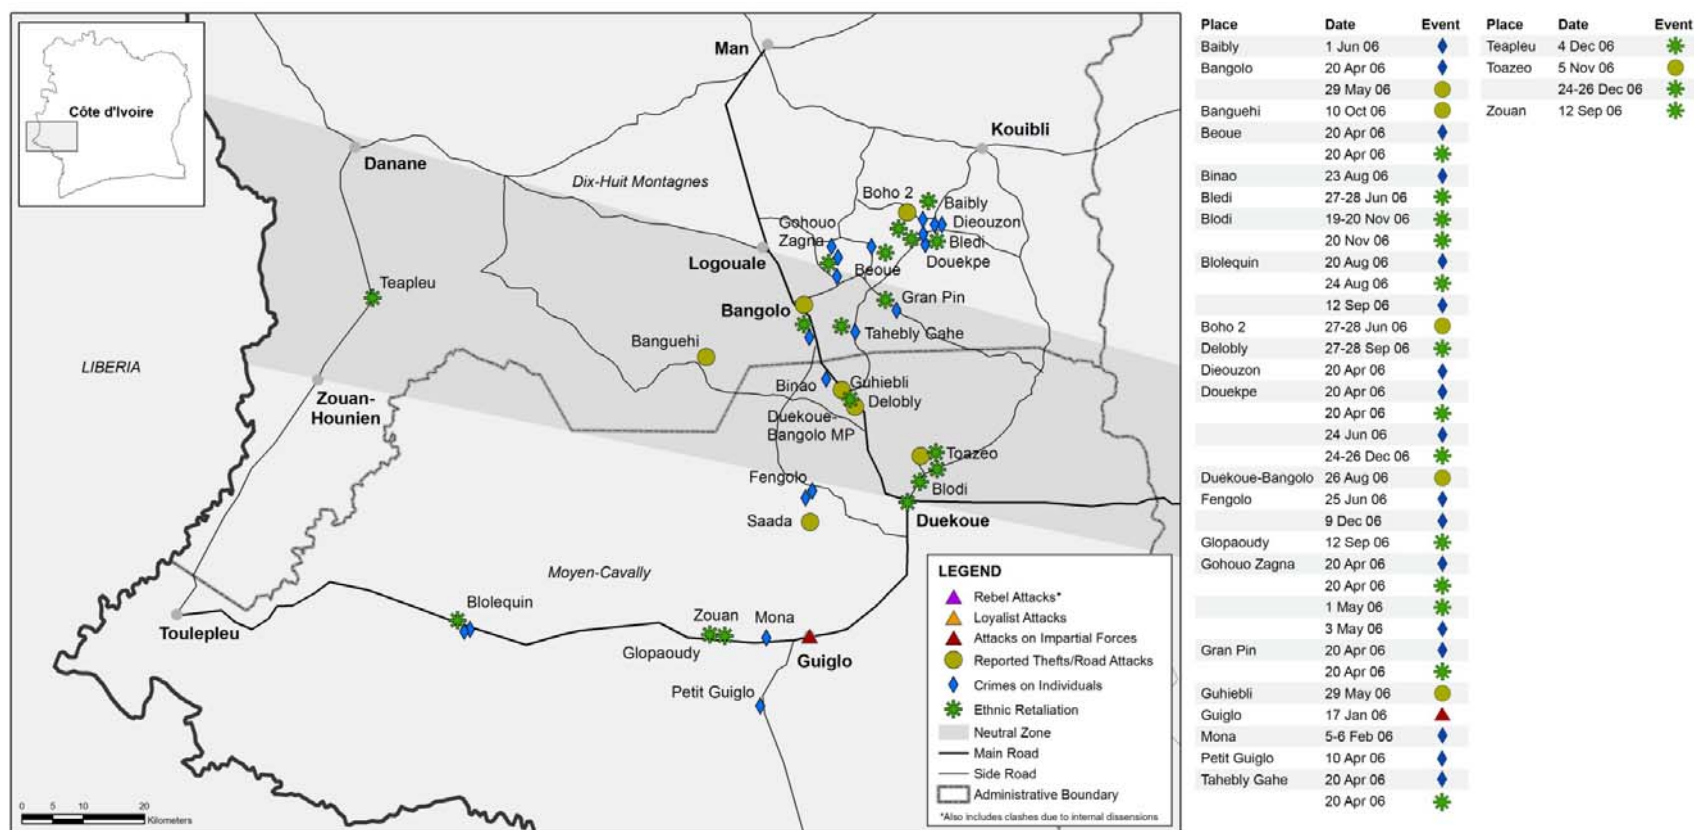 Côte d'Ivoire
Man
Kouibli
Danane
Dix-Huit Montagnes
Boho 2
Baibly
Gohouo
Zagna
Dieouzon
Bledi
Logouale
Beoue
Douekpe
Teapleu
Gran Pin
Bangolo
Tahebly Gahe
Banguehi
LIBERIA
Binao
Guhiebli
Zouan-
Hounien
Delobly
Duekoue-
Bangolo MP
Toazeo
Fengolo
Blodi
Saada
Duekoue
Moyen-Cavally
Blolequin
Zouan
Mona
Toulepleu
Glopaoudy
Guiglo
Petit Guiglo
LEGEND
Rebel Attacks*
Loyalist Attacks
Attacks on Impartial Forces
Reported Thefts/Road Attacks
Crimes on Individuals
Ethnic Retaliation
Neutral Zone
Main Road
Side Road
Administrative Boundary
*Also includes clashes due to internal dissensions
0 5 10 20
Kilometers
Place Date Event
Baibly 1 Jun 06
Bangolo 20 Apr 06
29 May 06
Banguehi 10 Oct 06
Beoue 20 Apr 06
20 Apr 06
Binao 23 Aug 06
Bledi 27-28 Jun 06
Blodi 19-20 Nov 06
20 Nov 06
Blolequin 20 Aug 06
24 Aug 06
12 Sep 06
Boho 2 27-28 Jun 06
Delobly 27-28 Sep 06
Dieouzon 20 Apr 06
Douekpe 20 Apr 06
20 Apr 06
24 Jun 06
24-26 Dec 06
Duekoue-Bangolo 26 Aug 06
Fengolo 25 Jun 06
9 Dec 06
Glopaoudy 12 Sep 06
Gohouo Zagna 20 Apr 06
20 Apr 06
1 May 06
3 May 06
Gran Pin 20 Apr 06
20 Apr 06
Guhiebli 29 May 06
Guiglo 17 Jan 06
Mona 5-6 Feb 06
Petit Guiglo 10 Apr 06
Tahebly Gahe 20 Apr 06
20 Apr 06
Place Date Event
Teapleu 4 Dec 06
Toazeo 5 Nov 06
24-26 Dec 06
Zouan 12 Sep 06